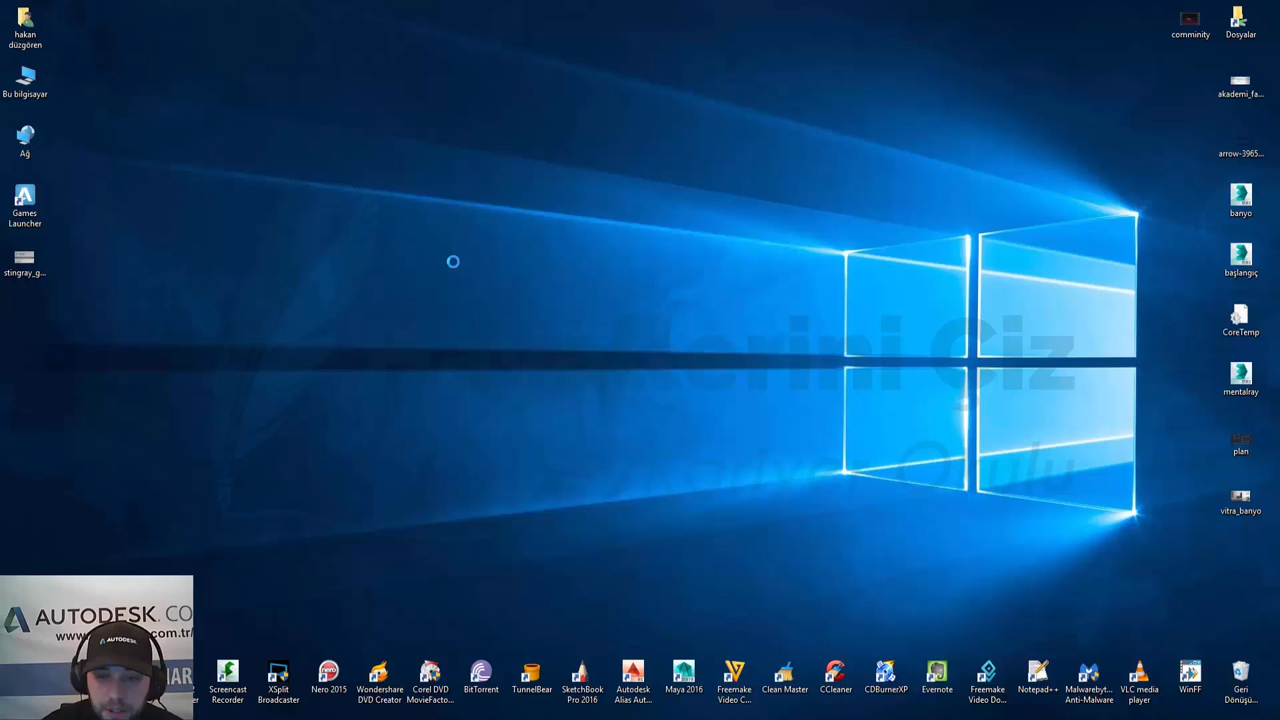 hakan
düzgören
Bu bilgisayar
Ağ
Games
Launcher
stingray_g...
comminity
Dosyalar
akademi_fa...
arrow-3965...
banyo
başlangıç
CoreTemp
mentalray
plan
vitra_banyo
Çiz
AUTODESK.CO
www.
com.tr/
AUTODESK
Screencast
Recorder
XSplit
Broadcaster
Nero 2015
Wondershare
DVD Creator
Corel DVD
MovieFacto...
BitTorrent
TunnelBear
SketchBook
Pro 2016
Autodesk
Alias Aut...
Maya 2016
Freemake
Video C...
Clean Master
CCleaner
CDBurnerXP
Evernote
Freemake
Video Do...
Notepad++
Malwarebyt...
Anti-Malware
VLC media
player
WinFF
Geri
Dönüşü...